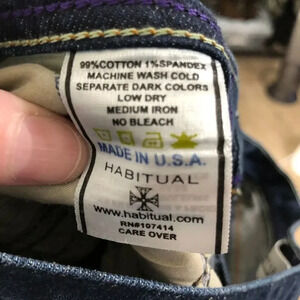 99%COTTON 1%SPANDEX
MACHINE WASH COLD
SEPARATE DARK COLORS
LOW DRY
MEDIUM IRON
NO BLEACH
MADE IN U.S.A.
HABITUAL
www.habitual.com
RN#107414
CARE OVER